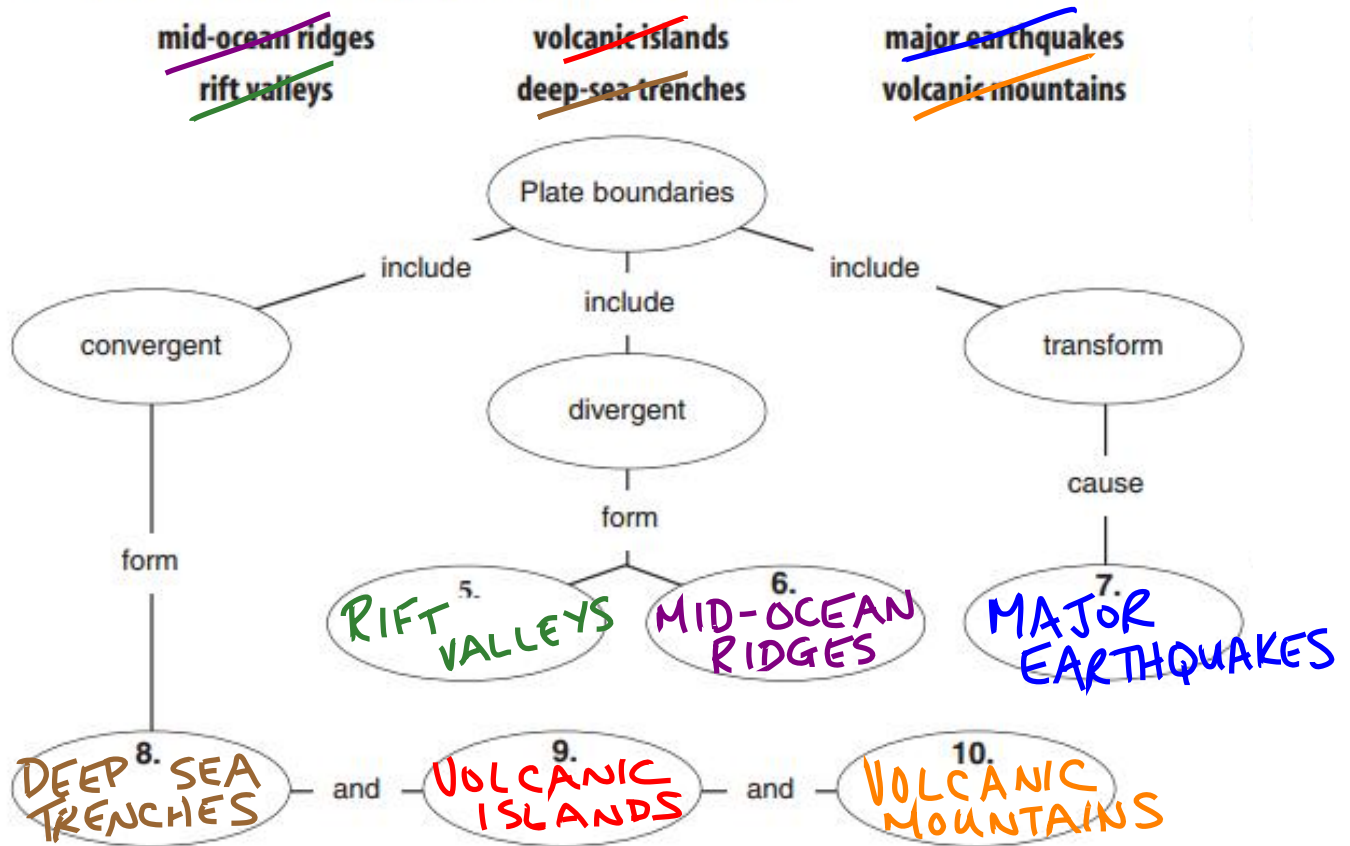 mid-ocean ridges volcanic islands major earthquakes
rift valleys deep-sea trenches volcanic mountains
Plate boundaries
include include
include
convergent transform
divergent
cause
form
form
5. 6. 7.
RIFT VALLEYS
MID-OCEAN RIDGES
MAJOR EARTHQUAKES
8. 9. 10.
DEEP SEA TRENCHES
and
VOLCANIC ISLANDS
and
VOLCANIC MOUNTAINS